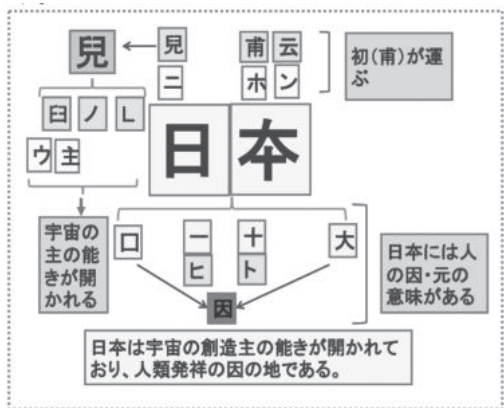 兒
見
ニ
甫 云
ホ ン
初(甫)が運
ぶ
臼 ノ L
ウ 主
日本
宇宙の
主の能
きが開
かれる
口
一
ヒ
十
ト
大
日本には人
の因・元の
意味がある
因
日本は宇宙の創造主の能きが開かれて
おり、人類発祥の因の地である。